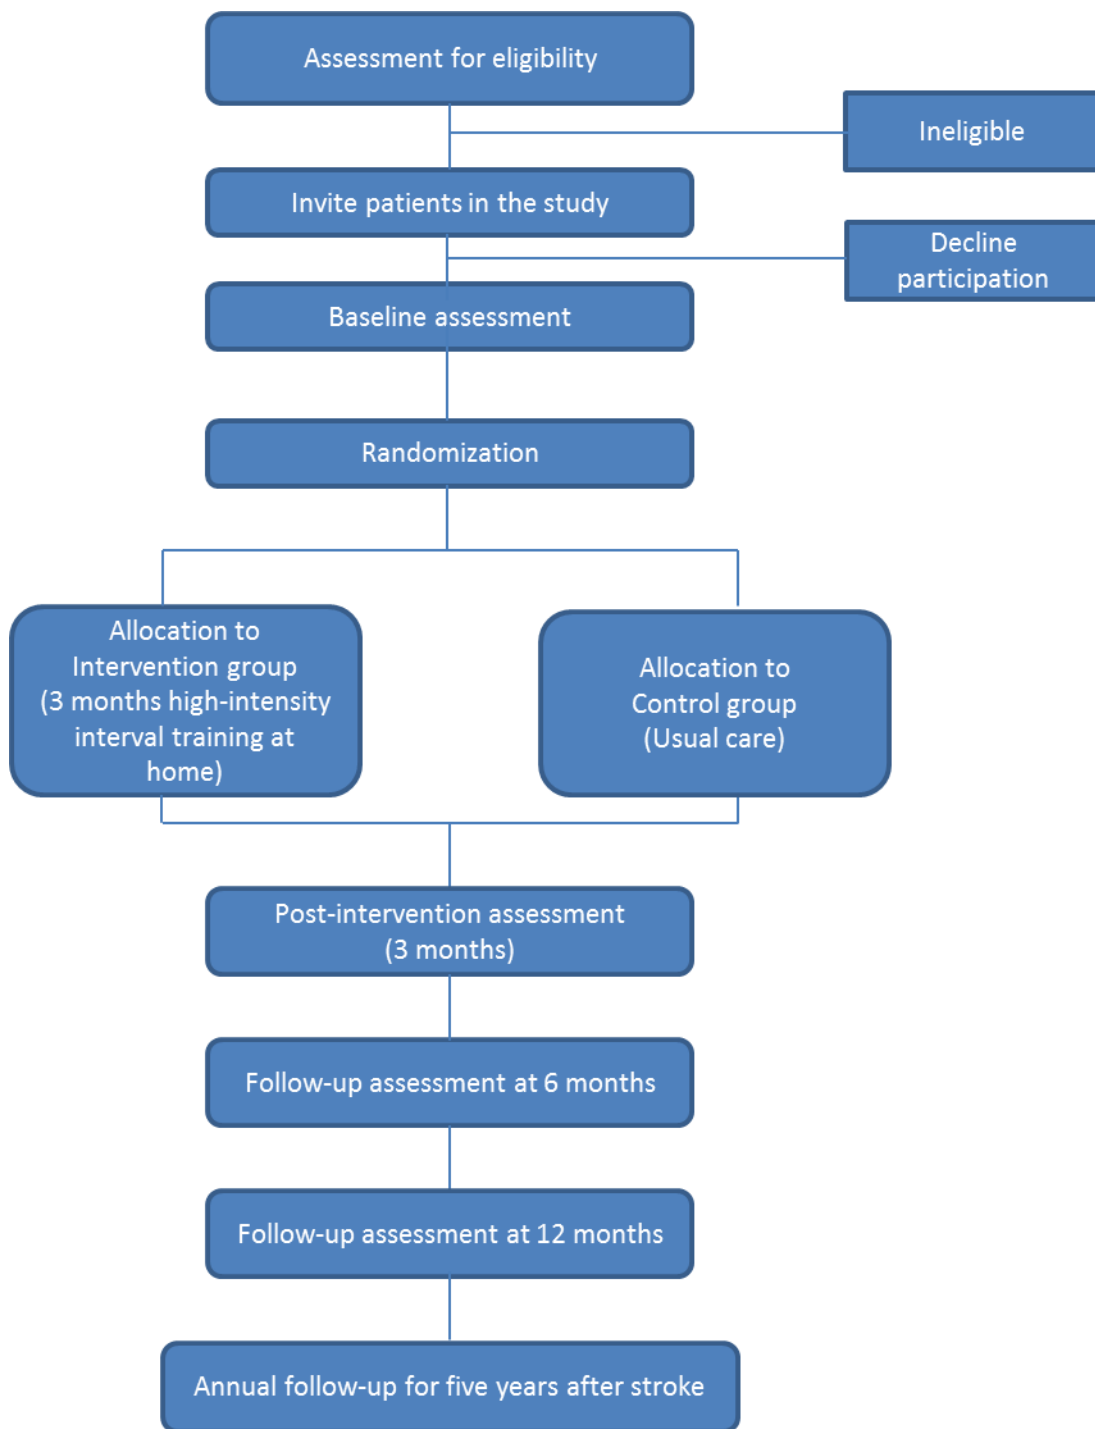 Assessment for eligibility
Ineligible
Invite patients in the study
Decline
participation
Baseline assessment
Randomization
Allocation to
Intervention group
(3 months high-intensity
interval training at
home)
Allocation to
Control group
(Usual care)
Post-intervention assessment
(3 months)
Follow-up assessment at 6 months
Follow-up assessment at 12 months
Annual follow-up for five years after stroke